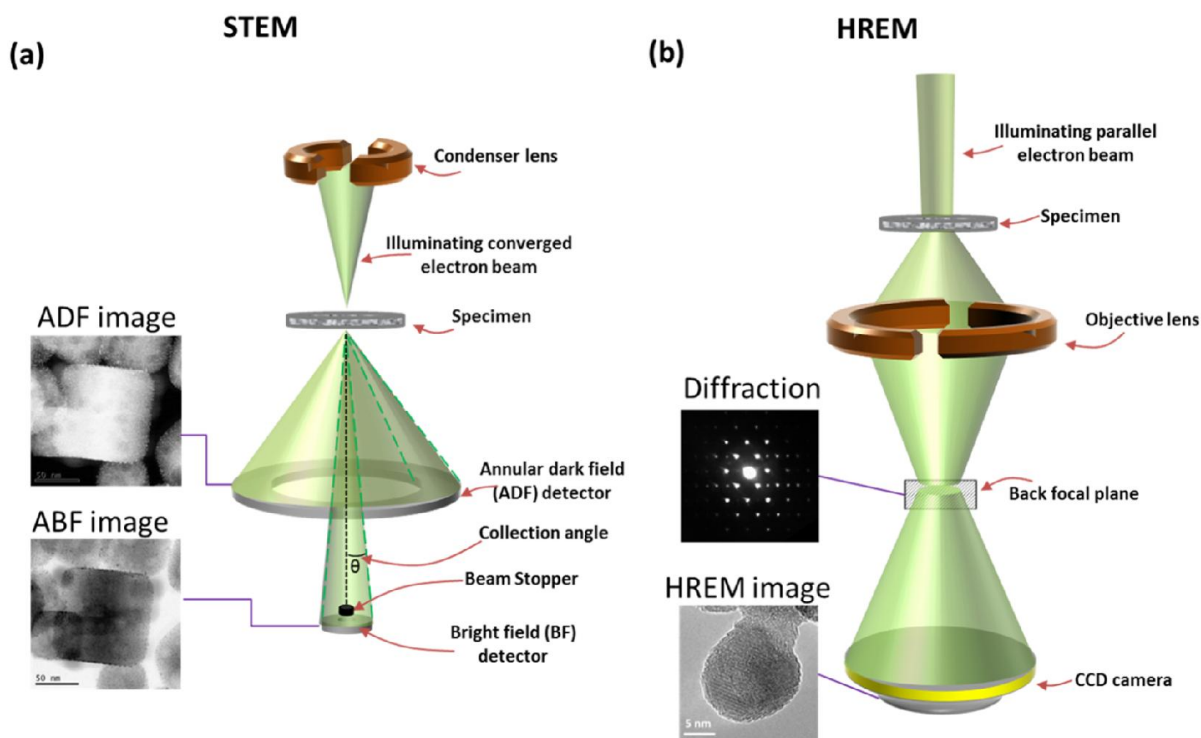 STEM
(a)
Condenser lens
Illuminating converged
electron beam
Specimen
ADF image
50 nm
Annular dark field
(ADF) detector
Collection angle
θ
Beam Stopper
ABF image
50 nm
Bright field (BF)
detector
HREM
(b)
Illuminating parallel
electron beam
Specimen
Objective lens
Diffraction
Back focal plane
HREM image
5 nm
CCD camera